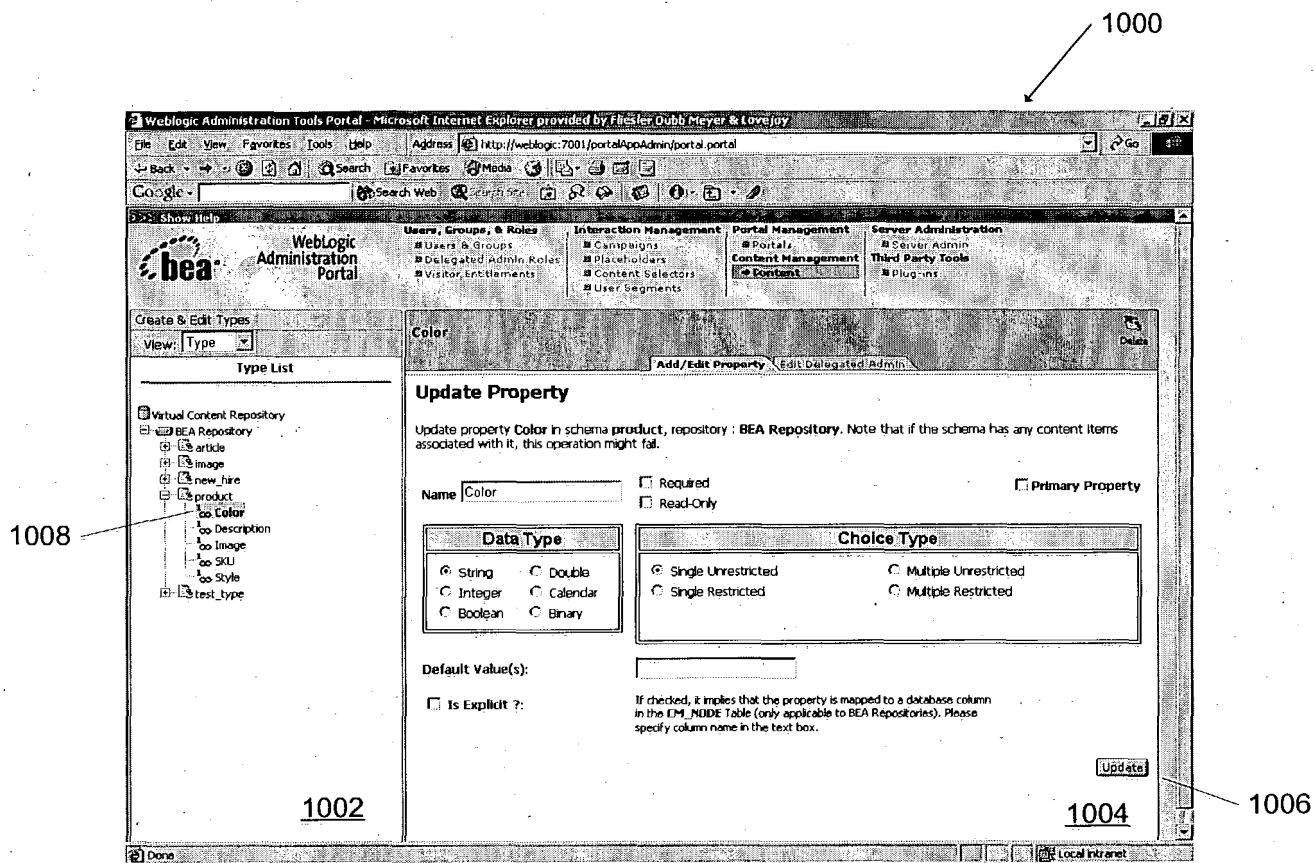 1000
Weblogic Administration Tools Portal - Microsoft Internet Explorer provided by Fliesler Dubb Meyer & Lovejoy
File Edit View Favorites Tools Help
Address http://weblogic:7001/portalAppAdmin/portal.portal
Go
Back Search Favorites Media
Google Search Web Search Site
>>> Show Help
bea
WebLogic
Administration
Portal
Users, Groups, & Roles
Users & Groups
Delegated Admin Roles
Visitor Entitlements
Interaction Management
Campaigns
Placeholders
Content Selectors
User Segments
Portal Management
Portals
Content Management
Content
Server Administration
Server Admin
Third Party Tools
Plug-ins
Create & Edit Types
View: Type
Type List
Virtual Content Repository
BEA Repository
article
image
new_hire
product
Color
Description
Image
SKU
Style
test_type
1008
1002
Color
Delete
Add/Edit Property Edit Delegated Admin
Update Property
Update property Color in schema product, repository : BEA Repository. Note that if the schema has any content items
associated with it, this operation might fail.
Name Color
Required
Read-Only
Primary Property
Data Type
String Double
Integer Calendar
Boolean Binary
Choice Type
Single Unrestricted Multiple Unrestricted
Single Restricted Multiple Restricted
Default Value(s):
Is Explicit ?:
If checked, it implies that the property is mapped to a database column
in the CM_NODE Table (only applicable to BEA Repositories). Please
specify column name in the text box.
Update
1004
1006
Done
Local intranet